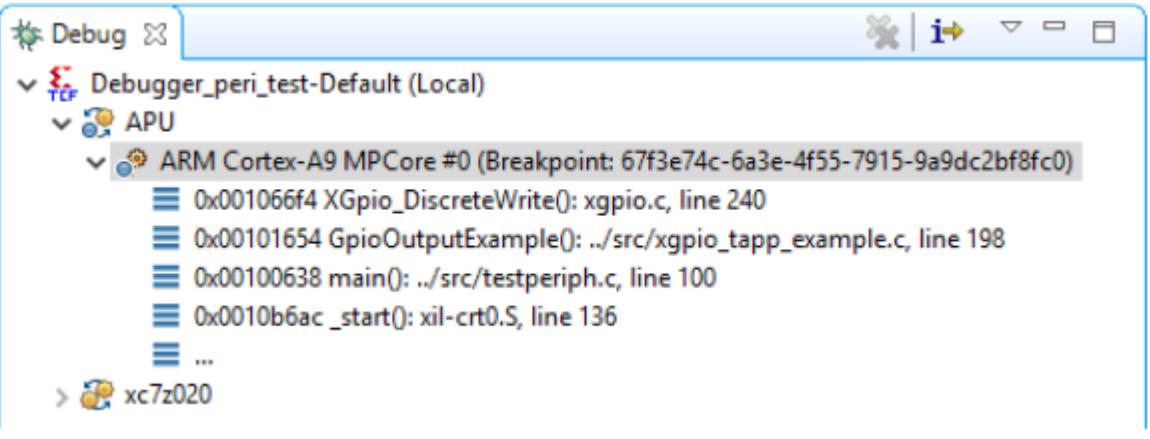 Debug
i
TCF Debugger_peri_test-Default (Local)
APU
ARM Cortex-A9 MPCore #0 (Breakpoint: 67f3e74c-6a3e-4f55-7915-9a9dc2bf8fc0)
0x001066f4 XGpio_DiscreteWrite(): xgpio.c, line 240
0x00101654 GpioOutputExample(): ../src/xgpio_tapp_example.c, line 198
0x00100638 main(): ../src/testperiph.c, line 100
0x0010b6ac _start(): xil-crt0.S, line 136
...
xc7z020